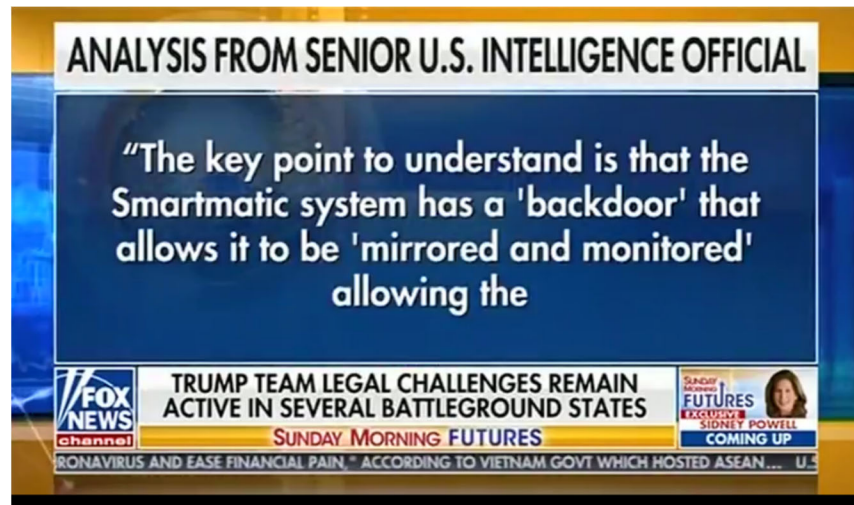 ANALYSIS FROM SENIOR U.S. INTELLIGENCE OFFICIAL
“The key point to understand is that the
Smartmatic system has a 'backdoor' that
allows it to be 'mirrored and monitored'
allowing the
FOX
NEWS
channel
TRUMP TEAM LEGAL CHALLENGES REMAIN
ACTIVE IN SEVERAL BATTLEGROUND STATES
SUNDAY MORNING FUTURES
SUNDAY
MORNING
FUTURES
EXCLUSIVE
SIDNEY POWELL
COMING UP
RONAVIRUS AND EASE FINANCIAL PAIN," ACCORDING TO VIETNAM GOVT WHICH HOSTED ASEAN... U.S